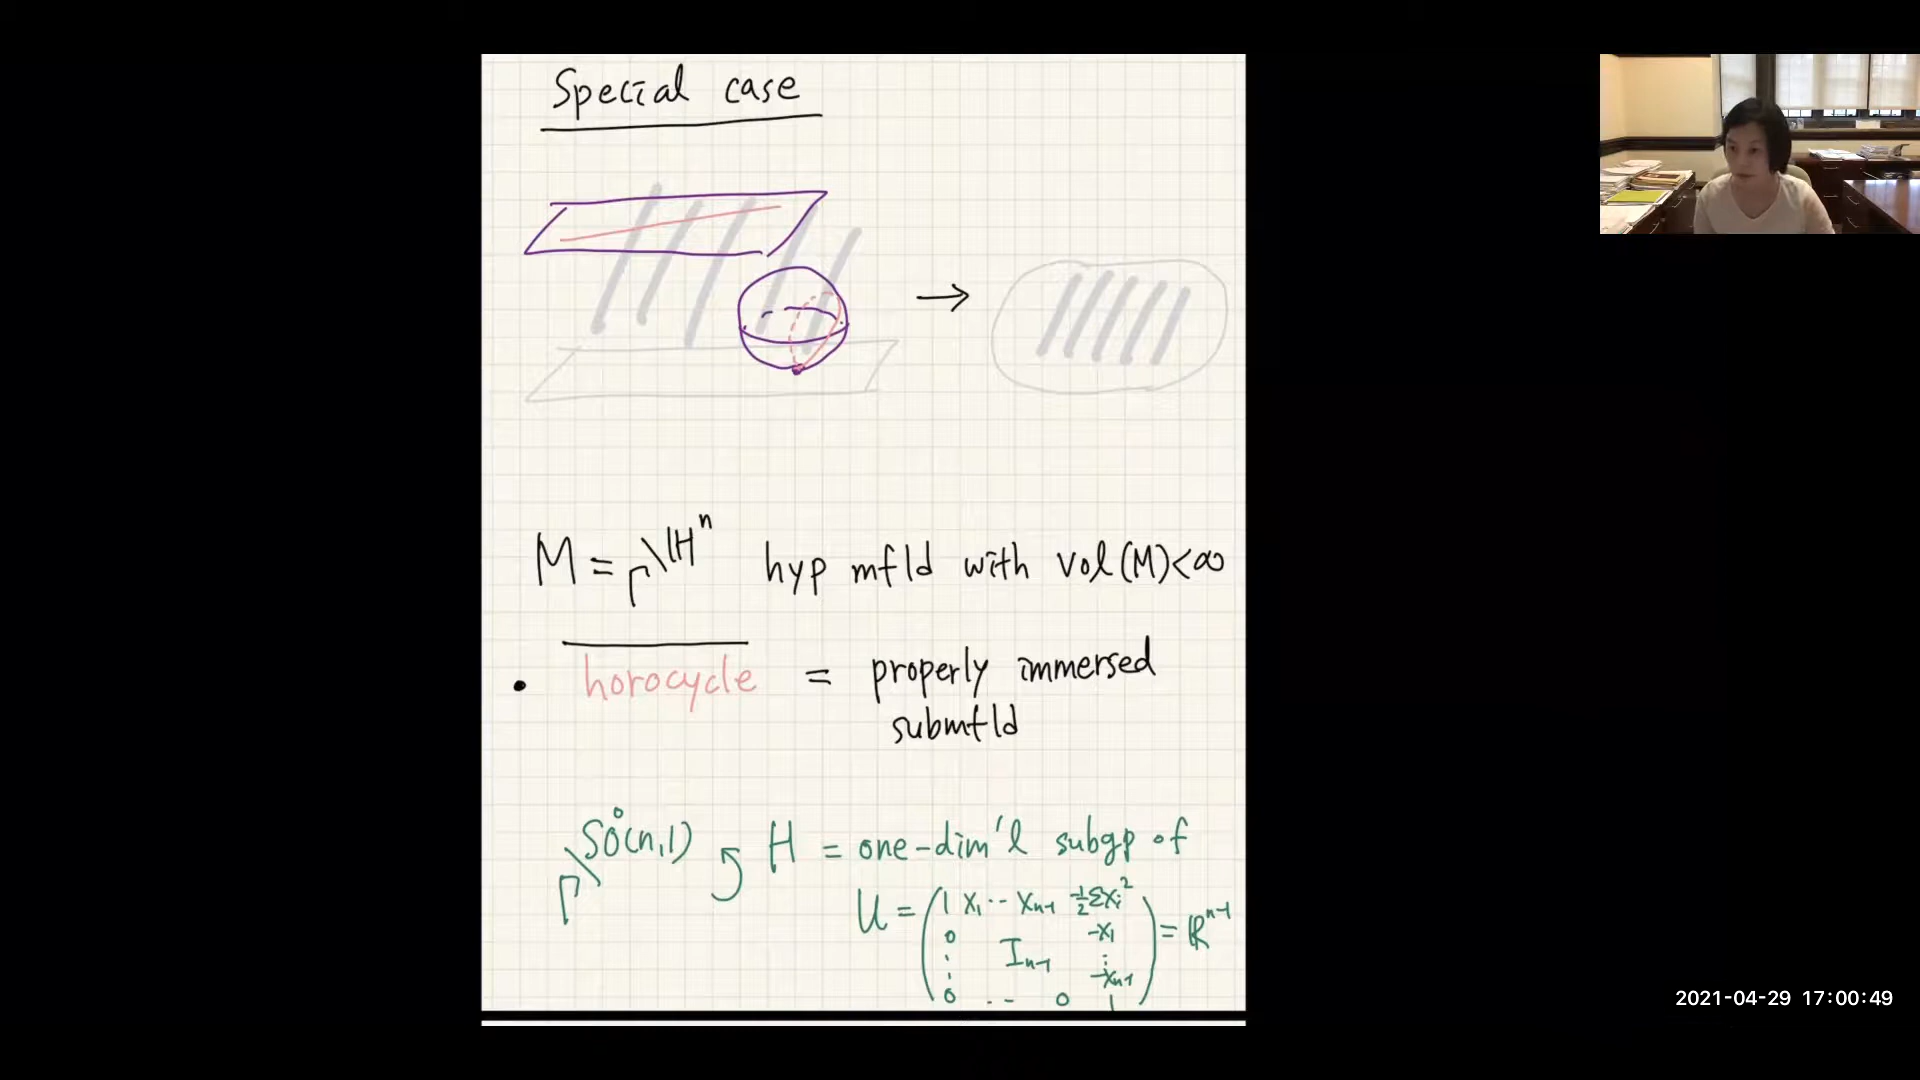 Special case
M = Γ\ℍⁿ hyp mfld with vol(M)<∞
• horocycle = properly immersed
submfld
Γ\SO°(n,1) ↺ H = one-dim'l subgp of
U = ( 1 x₁ ·· xₙ₋₁ -½Σxᵢ² ) = ℝⁿ⁻¹
0 -x₁
: Iₙ₋₁ :
: -xₙ₋₁
0 . -- 0 1
2021-04-29 17:00:49